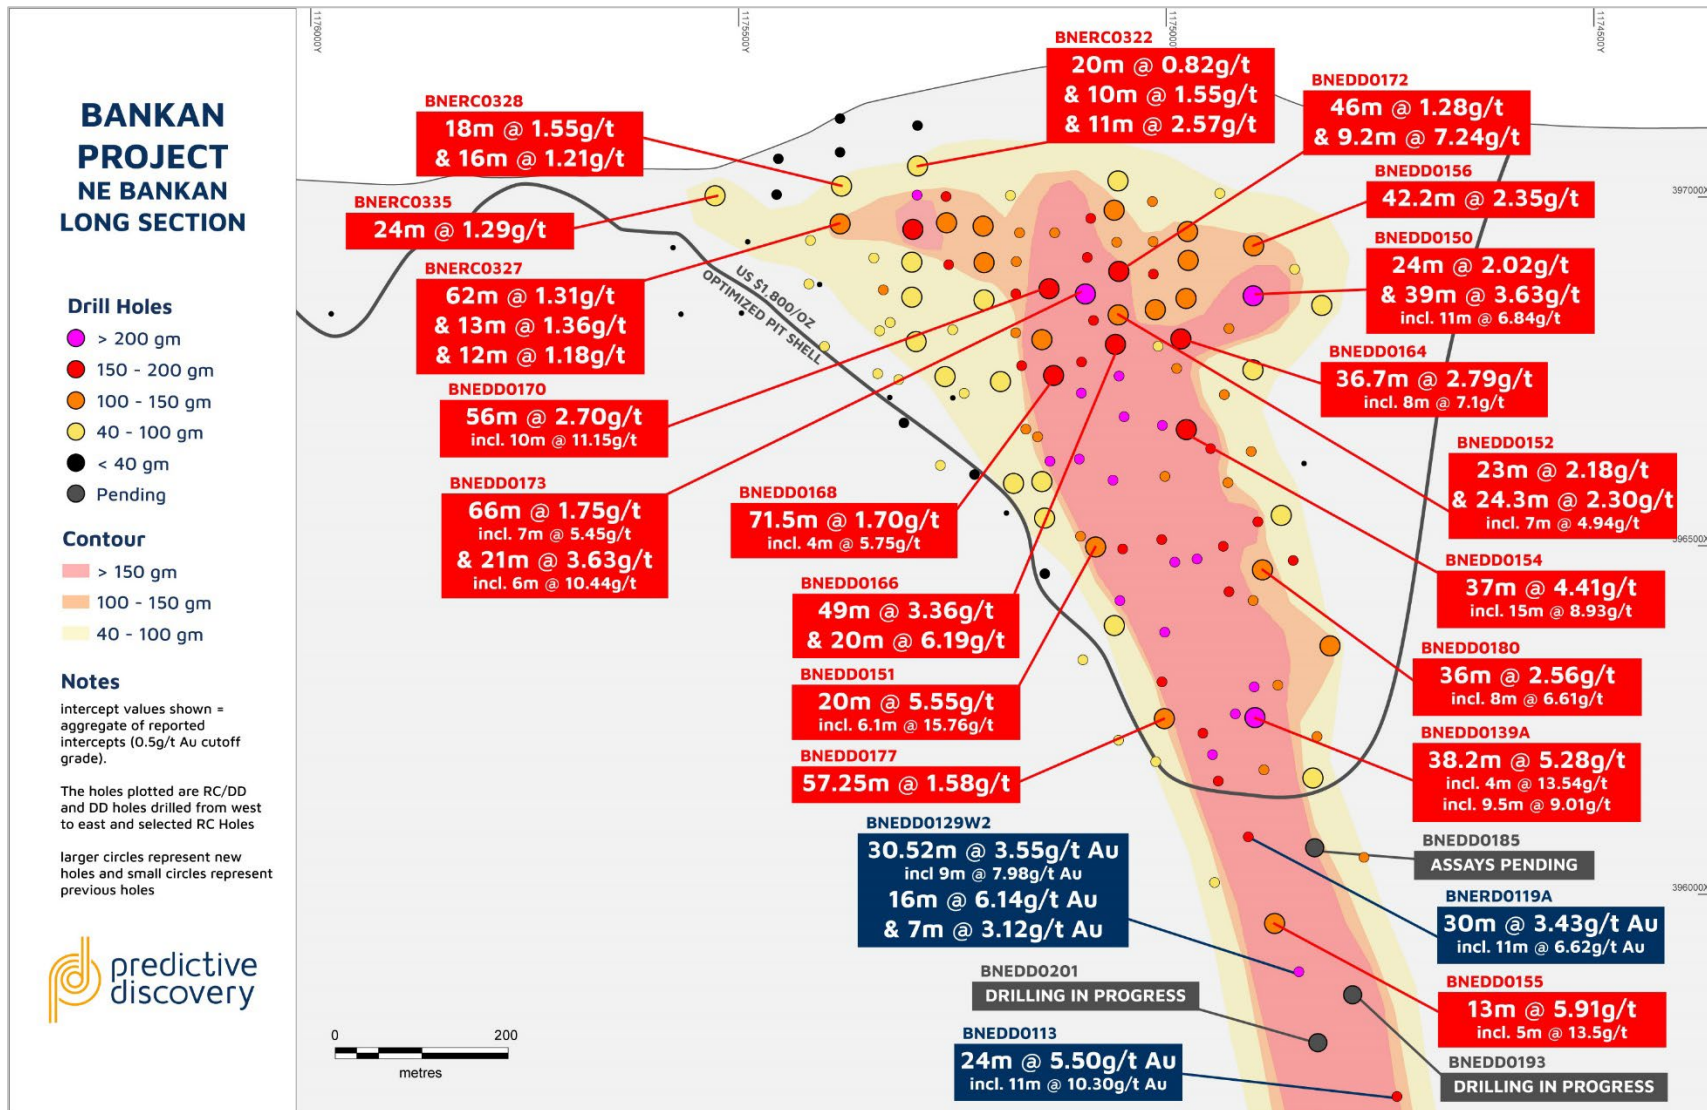 BANKAN
PROJECT
NE BANKAN
LONG SECTION
Drill Holes
> 200 gm
150 - 200 gm
100 - 150 gm
40 - 100 gm
< 40 gm
Pending
Contour
> 150 gm
100 - 150 gm
40 - 100 gm
Notes
intercept values shown =
aggregate of reported
intercepts (0.5g/t Au cutoff
grade).
The holes plotted are RC/DD
and DD holes drilled from west
to east and selected RC Holes
larger circles represent new
holes and small circles represent
previous holes
predictive
discovery
1176000Y
1175500Y
1175000Y
1174500Y
397000X
396500X
396000X
BNERC0322
20m @ 0.82g/t
& 10m @ 1.55g/t
& 11m @ 2.57g/t
BNEDD0172
46m @ 1.28g/t
& 9.2m @ 7.24g/t
BNERC0328
18m @ 1.55g/t
& 16m @ 1.21g/t
BNEDD0156
42.2m @ 2.35g/t
BNERC0335
24m @ 1.29g/t
BNEDD0150
24m @ 2.02g/t
& 39m @ 3.63g/t
incl. 11m @ 6.84g/t
BNERC0327
62m @ 1.31g/t
& 13m @ 1.36g/t
& 12m @ 1.18g/t
US $1,800/OZ
OPTIMIZED PIT SHELL
BNEDD0164
36.7m @ 2.79g/t
incl. 8m @ 7.1g/t
BNEDD0170
56m @ 2.70g/t
incl. 10m @ 11.15g/t
BNEDD0152
23m @ 2.18g/t
& 24.3m @ 2.30g/t
incl. 7m @ 4.94g/t
BNEDD0173
66m @ 1.75g/t
incl. 7m @ 5.45g/t
& 21m @ 3.63g/t
incl. 6m @ 10.44g/t
BNEDD0168
71.5m @ 1.70g/t
incl. 4m @ 5.75g/t
BNEDD0154
37m @ 4.41g/t
incl. 15m @ 8.93g/t
BNEDD0166
49m @ 3.36g/t
& 20m @ 6.19g/t
BNEDD0180
36m @ 2.56g/t
incl. 8m @ 6.61g/t
BNEDD0151
20m @ 5.55g/t
incl. 6.1m @ 15.76g/t
BNEDD0139A
38.2m @ 5.28g/t
incl. 4m @ 13.54g/t
incl. 9.5m @ 9.01g/t
BNEDD0177
57.25m @ 1.58g/t
BNEDD0129W2
30.52m @ 3.55g/t Au
incl 9m @ 7.98g/t Au
16m @ 6.14g/t Au
& 7m @ 3.12g/t Au
BNEDD0185
ASSAYS PENDING
BNERD0119A
30m @ 3.43g/t Au
incl. 11m @ 6.62g/t Au
BNEDD0201
DRILLING IN PROGRESS
BNEDD0155
13m @ 5.91g/t
incl. 5m @ 13.5g/t
BNEDD0113
24m @ 5.50g/t Au
incl. 11m @ 10.30g/t Au
BNEDD0193
DRILLING IN PROGRESS
0 200
metres